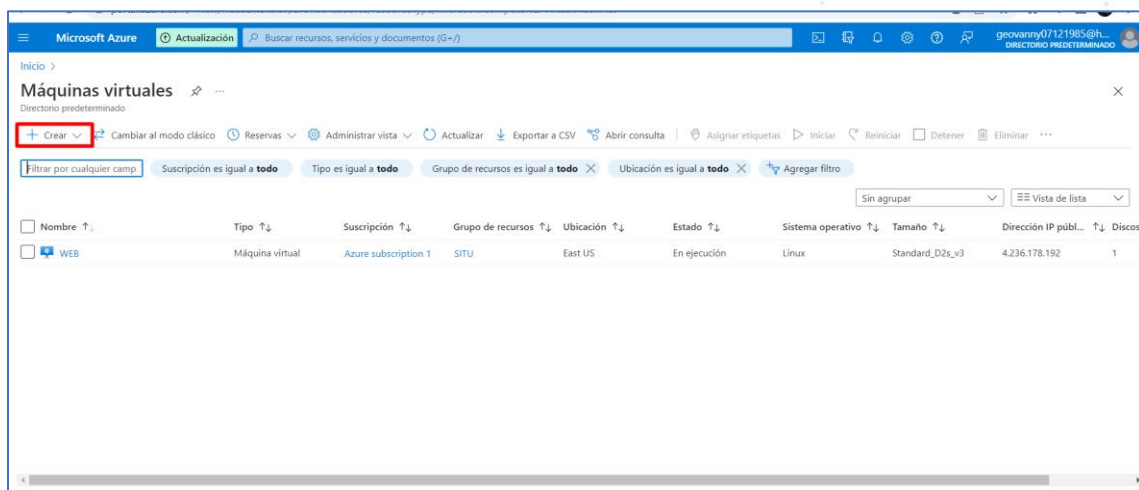 Microsoft Azure Actualización Buscar recursos, servicios y documentos (G+/) geovanny07121985@h...
DIRECTORIO PREDETERMINADO
Inicio >
Máquinas virtuales ...
Directorio predeterminado
+ Crear Cambiar al modo clásico Reservas Administrar vista Actualizar Exportar a CSV Abrir consulta Asignar etiquetas Iniciar Reiniciar Detener Eliminar ...
Filtrar por cualquier camp Suscripción es igual a todo Tipo es igual a todo Grupo de recursos es igual a todo Ubicación es igual a todo Agregar filtro
Sin agrupar Vista de lista
Nombre Tipo Suscripción Grupo de recursos Ubicación Estado Sistema operativo Tamaño Dirección IP públ... Discos
WEB Máquina virtual Azure subscription 1 SITU East US En ejecución Linux Standard_D2s_v3 4.236.178.192 1